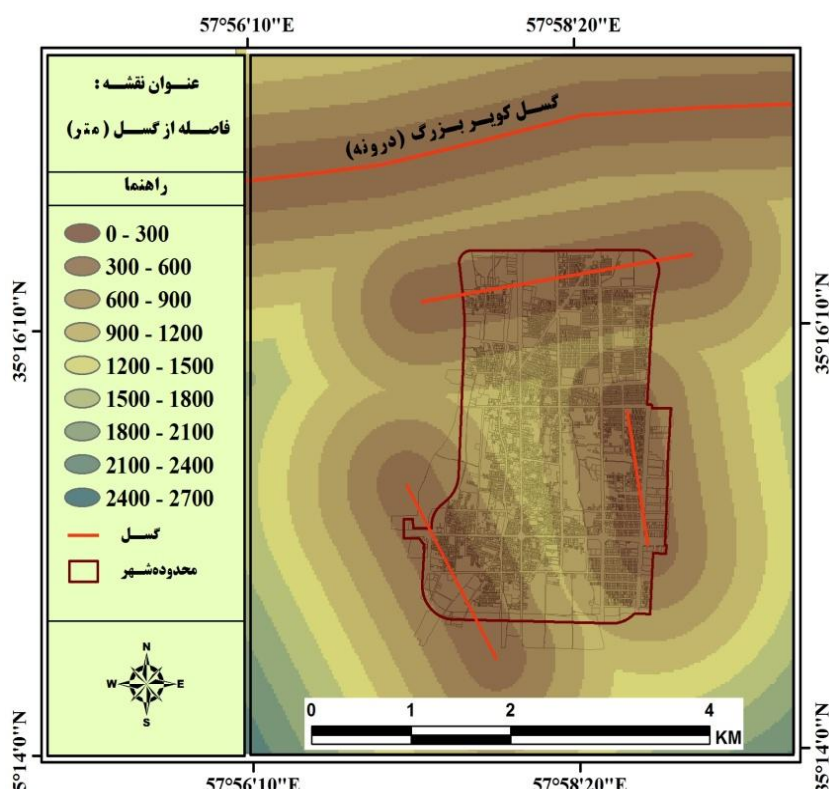 57°56'10"E 57°58'20"E
عنوان نقشه :
فاصله از گسل (متر)
راهنما
0 - 300
300 - 600
600 - 900
900 - 1200
1200 - 1500
1500 - 1800
1800 - 2100
2100 - 2400
2400 - 2700
گسل
محدوده شهر
N
W E
S
گسل کویر بزرگ (درونه)
35°16'10"N 35°16'10"N
0 1 2 4
KM
5°14'0"N 35°14'0"N
57°56'10"E 57°58'20"E